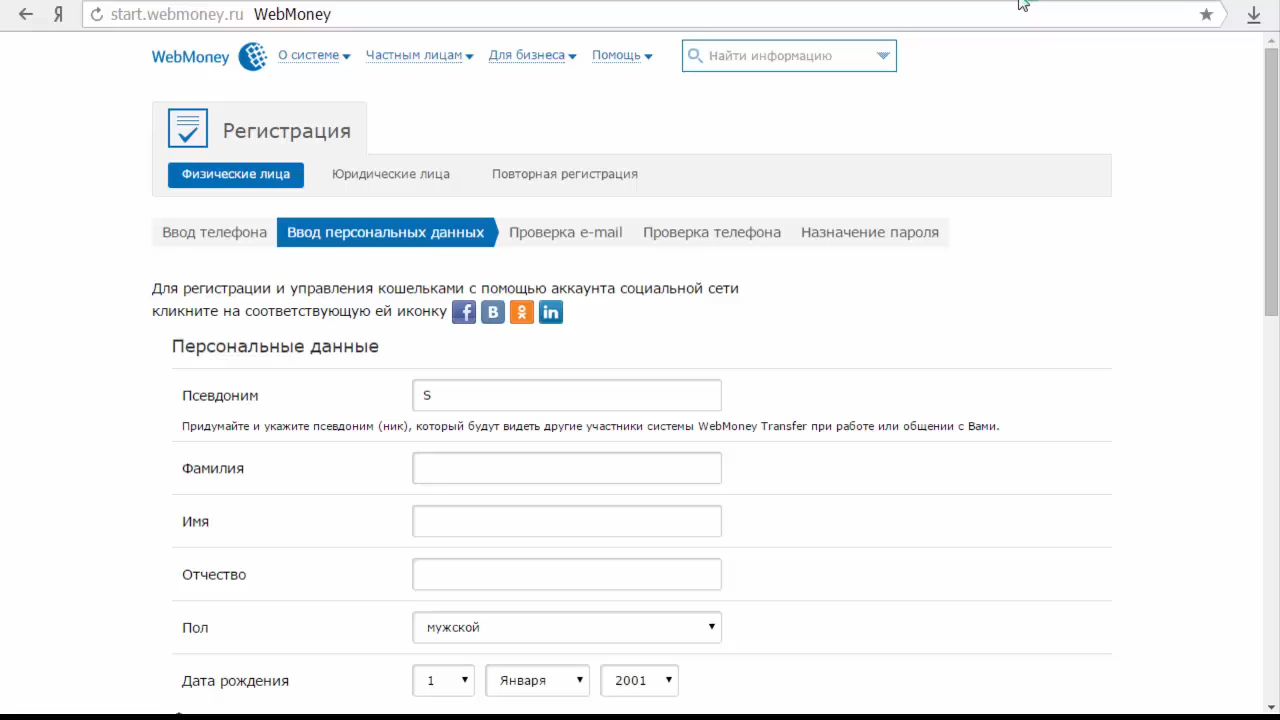 start.webmoney.ru WebMoney
WebMoney О системе Частным лицам Для бизнеса Помощь Найти информацию
Регистрация
Физические лица Юридические лица Повторная регистрация
Ввод телефона Ввод персональных данных Проверка e-mail Проверка телефона Назначение пароля
Для регистрации и управления кошельками с помощью аккаунта социальной сети
кликните на соответствующую ей иконку f B in
Персональные данные
Псевдоним S
Придумайте и укажите псевдоним (ник), который будут видеть другие участники системы WebMoney Transfer при работе или общении с Вами.
Фамилия
Имя
Отчество
Пол мужской
Дата рождения 1 Января 2001